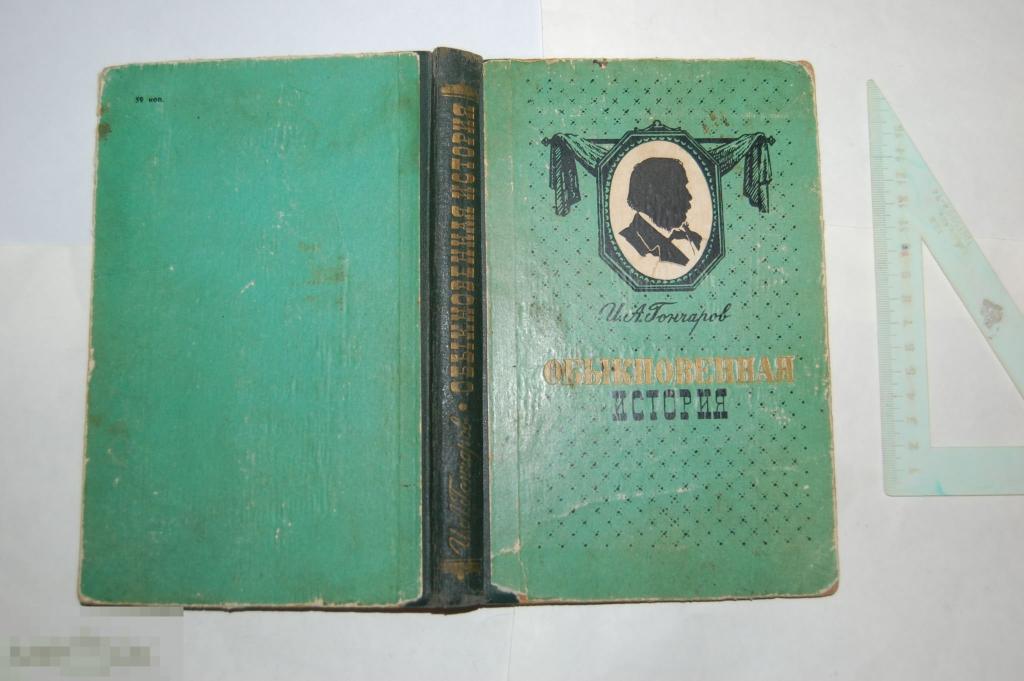 59 коп.
И. А. Гончаров • ОБЫКНОВЕННАЯ ИСТОРИЯ
И. А. Гончаров
ОБЫКНОВЕННАЯ
ИСТОРИЯ